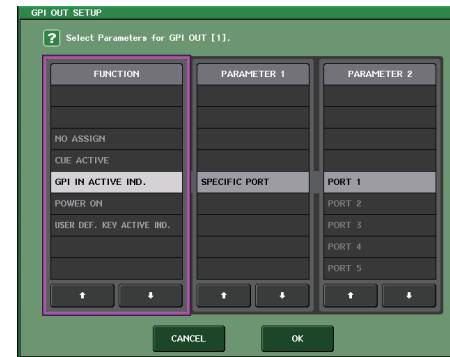 GPI OUT SETUP
? Select Parameters for GPI OUT [1].
FUNCTION
NO ASSIGN
CUE ACTIVE
GPI IN ACTIVE IND.
POWER ON
USER DEF. KEY ACTIVE IND.
PARAMETER 1
SPECIFIC PORT
PARAMETER 2
PORT 1
PORT 2
PORT 3
PORT 4
PORT 5
CANCEL
OK